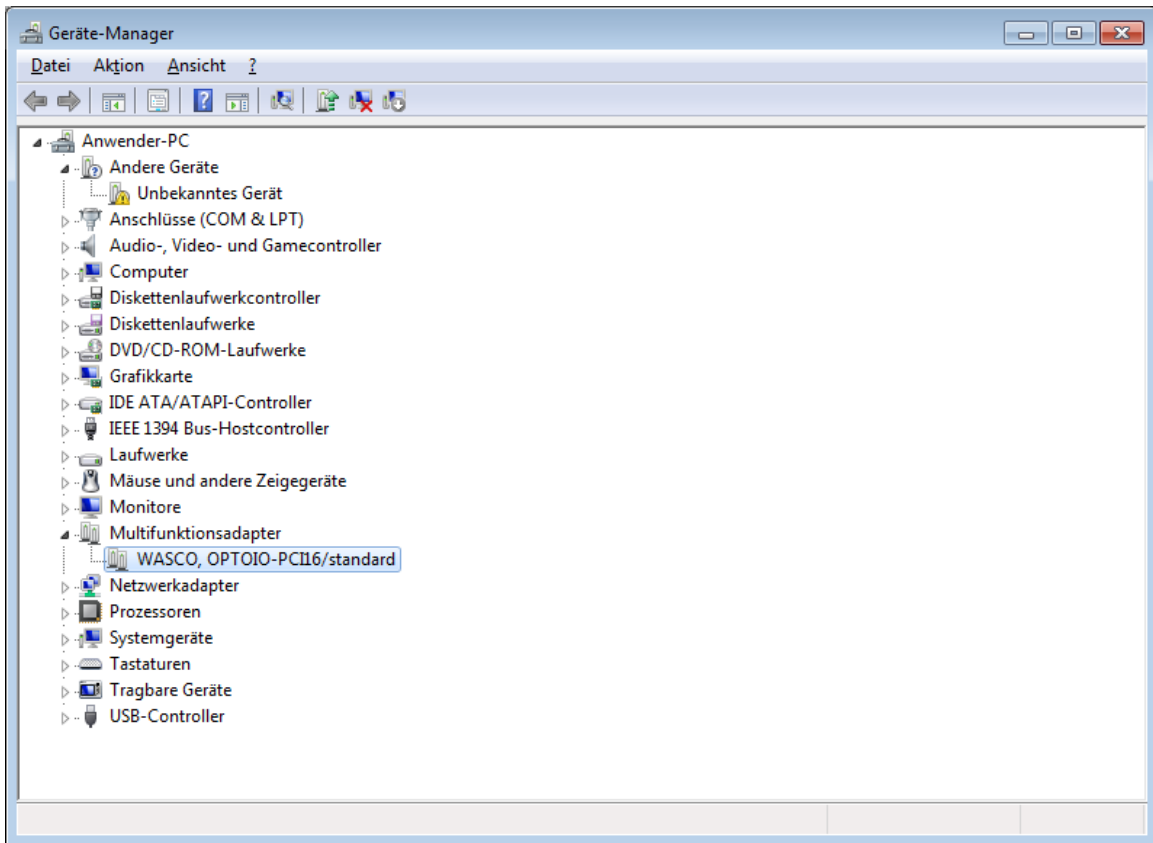 Geräte-Manager
Datei Aktion Ansicht ?
Anwender-PC
Andere Geräte
Unbekanntes Gerät
Anschlüsse (COM & LPT)
Audio-, Video- und Gamecontroller
Computer
Diskettenlaufwerkcontroller
Diskettenlaufwerke
DVD/CD-ROM-Laufwerke
Grafikkarte
IDE ATA/ATAPI-Controller
IEEE 1394 Bus-Hostcontroller
Laufwerke
Mäuse und andere Zeigegeräte
Monitore
Multifunktionsadapter
WASCO, OPTOIO-PCI16/standard
Netzwerkadapter
Prozessoren
Systemgeräte
Tastaturen
Tragbare Geräte
USB-Controller